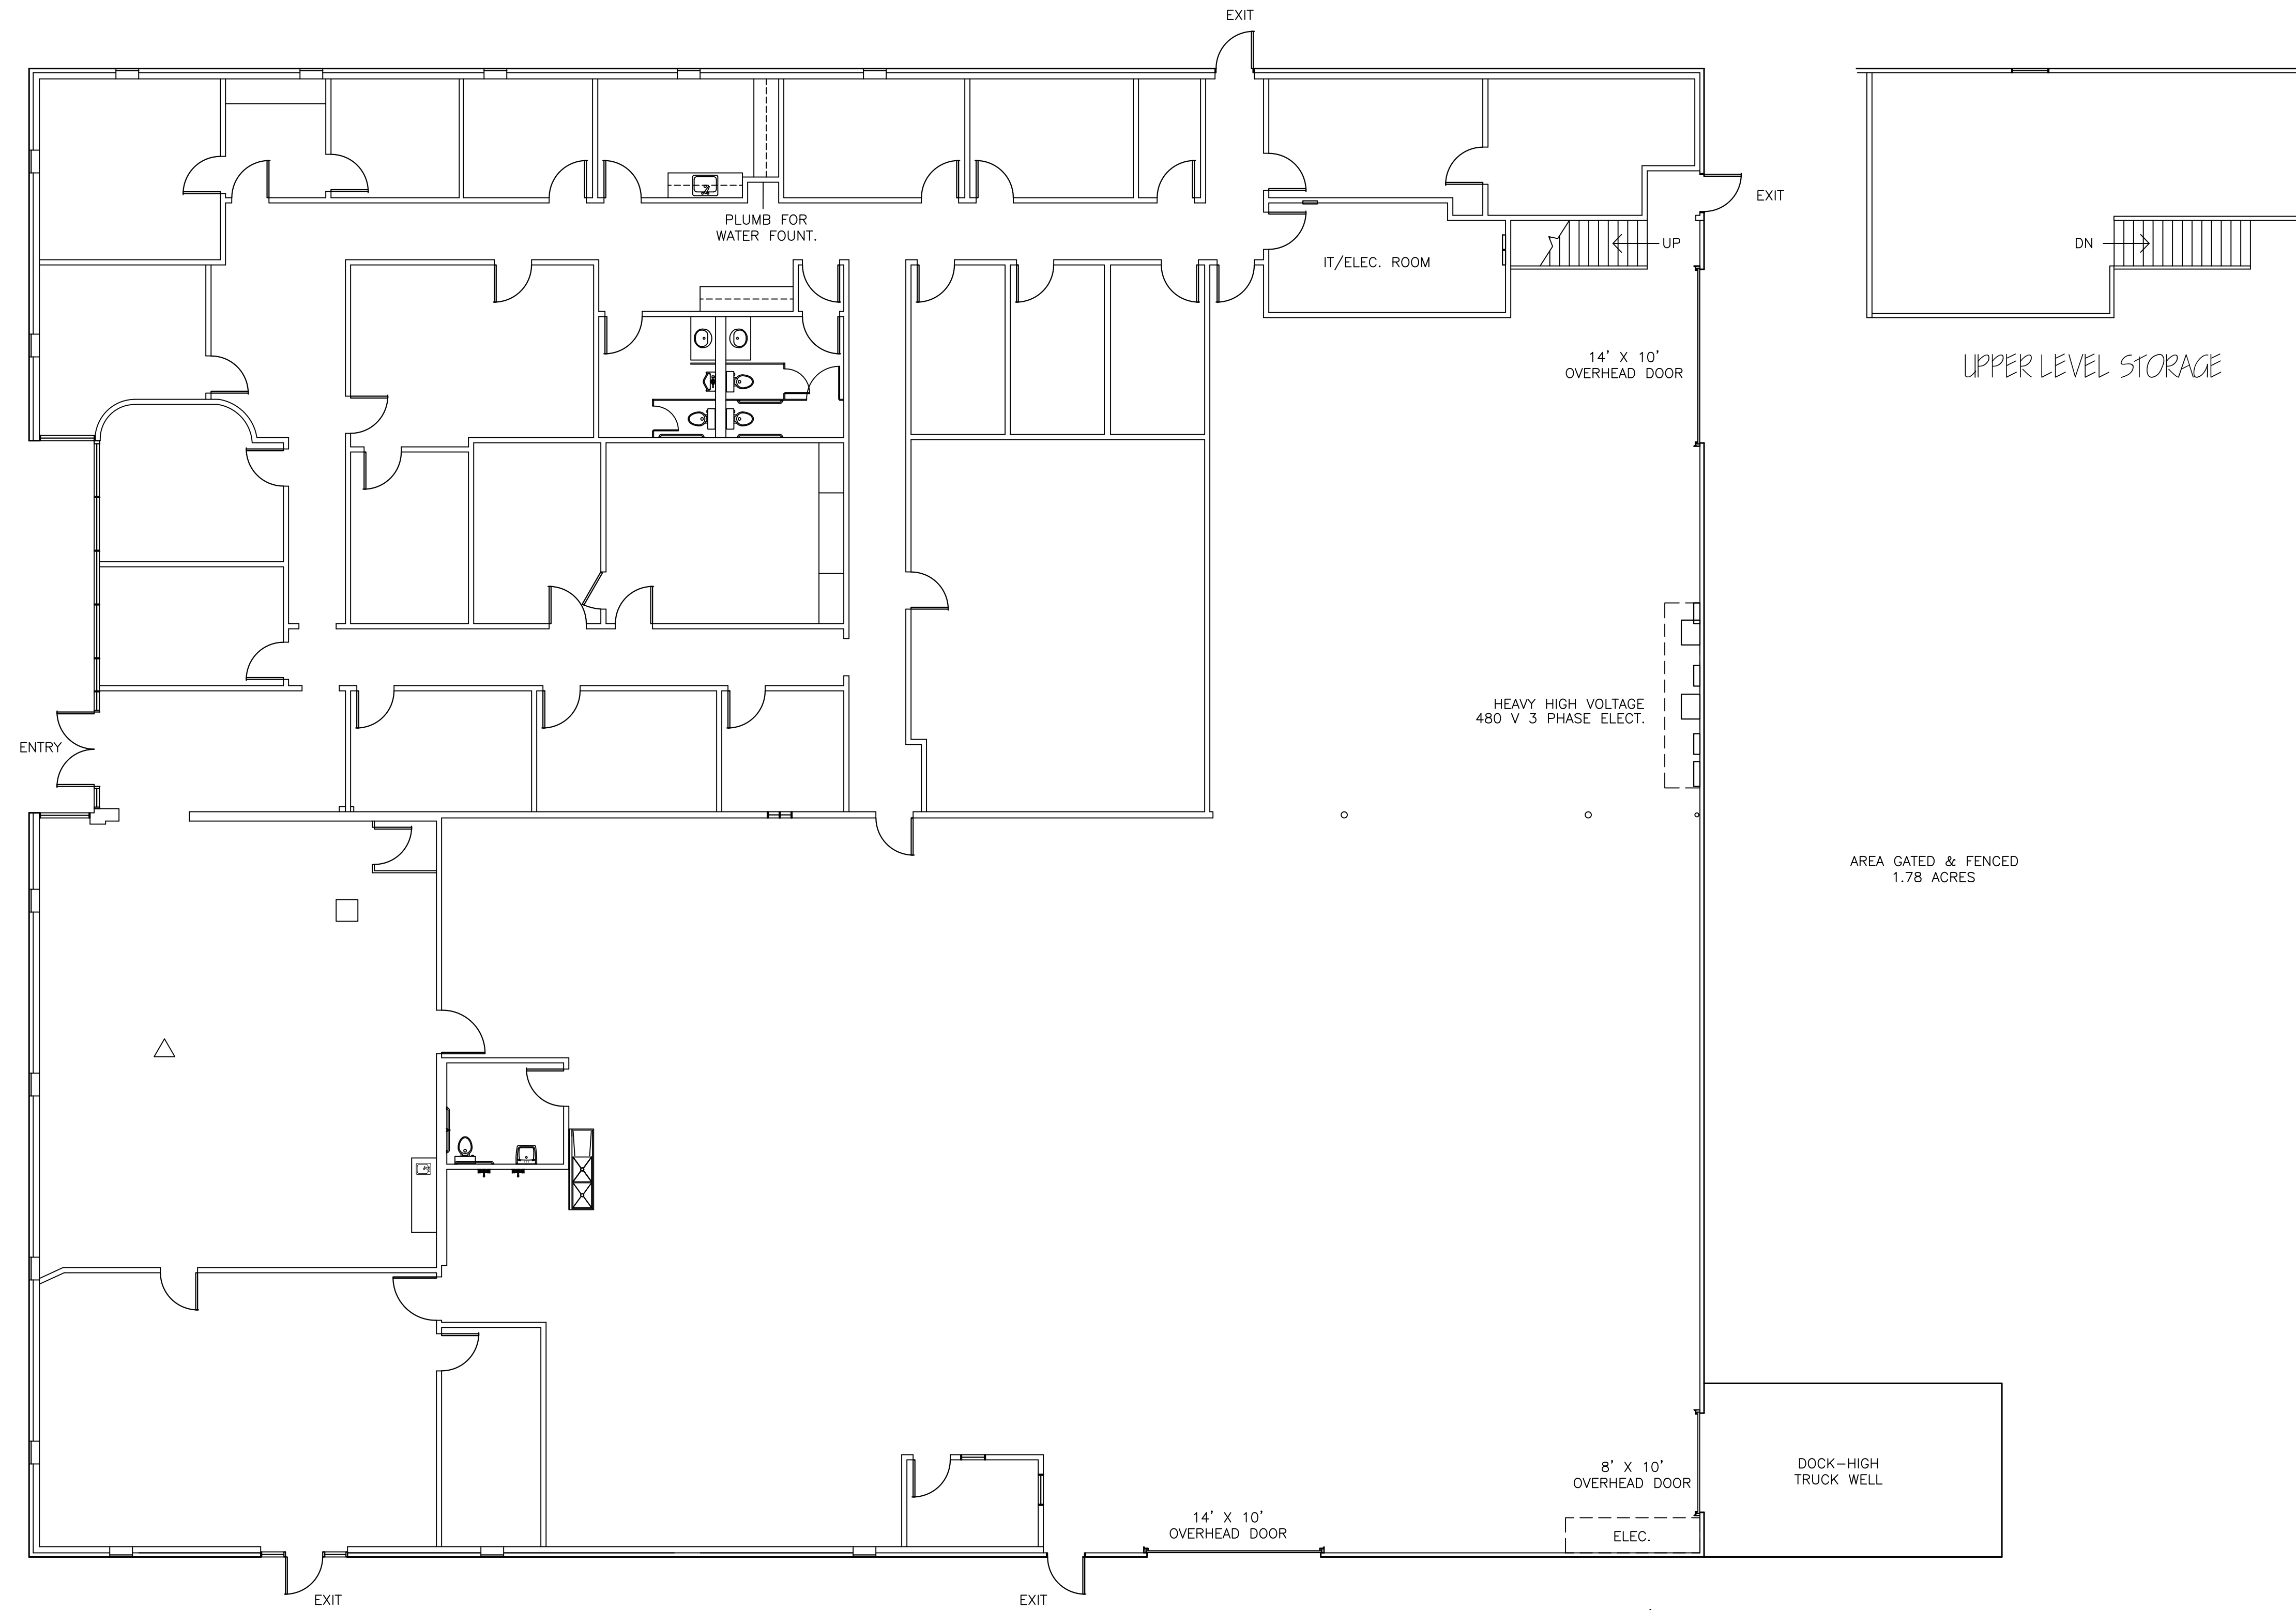 EXIT
EXIT
PLUMB FOR
WATER FOUNT.
UP
DN
IT/ELEC. ROOM
14' X 10'
OVERHEAD DOOR
UPPER LEVEL STORAGE
HEAVY HIGH VOLTAGE
480 V 3 PHASE ELECT.
ENTRY
AREA GATED & FENCED
1.78 ACRES
8' X 10'
OVERHEAD DOOR
DOCK-HIGH
TRUCK WELL
14' X 10'
OVERHEAD DOOR
ELEC.
EXIT
EXIT